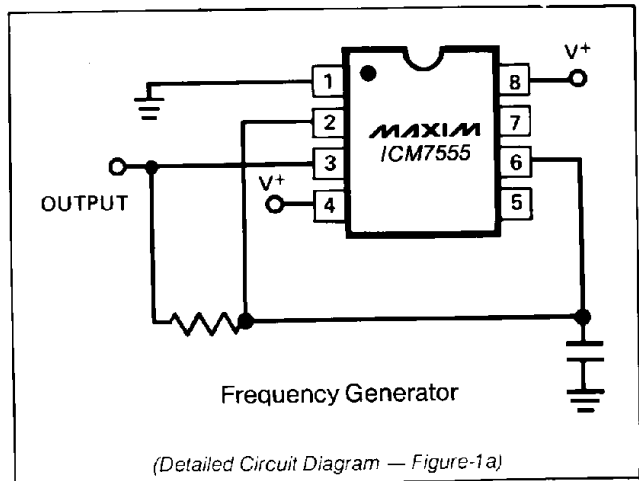 V+
1
8
2
MAXIM
7
ICM7555
3
6
V+
OUTPUT
4
5
Frequency Generator
(Detailed Circuit Diagram — Figure-1a)